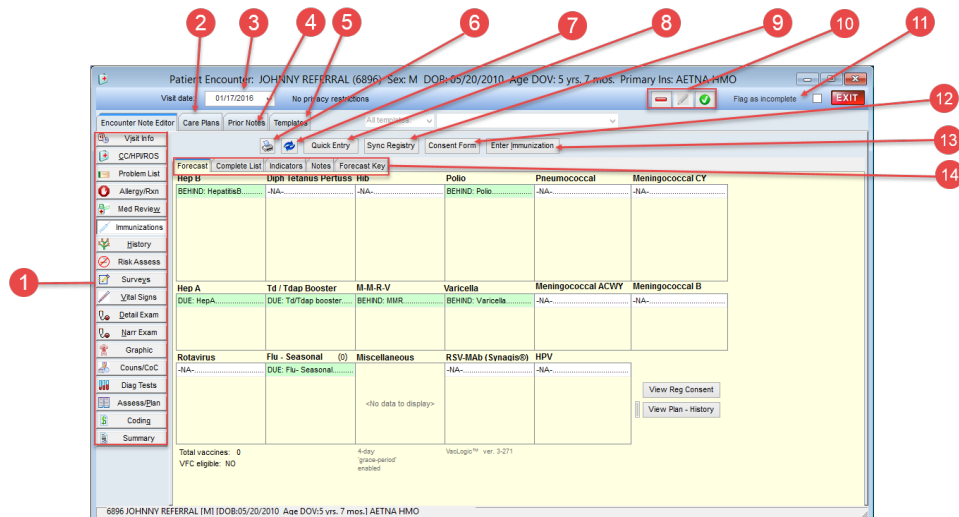 2 3 4 5 6 7 8 9 10 11
Patient Encounter: JOHNNY REFERRAL (6896) Sex: M DOB: 05/20/2010 Age DOV: 5 yrs. 7 mos. Primary Ins: AETNA HMO
Visit date: 01/17/2016 No privacy restrictions Flag as incomplete EXIT
Encounter Note Editor Care Plans Prior Notes Templates All templates
12
Visit Info Quick Entry Sync Registry Consent Form Enter Immunization 13
CC/HPI/ROS
Forecast Complete List Indicators Notes Forecast Key 14
Problem List Hep B Diph Tetanus Pertuss Hib Polio Pneumococcal Meningococcal CY
Allergy/Rxn BEHIND: HepatitisB -NA- -NA- BEHIND: Polio -NA- -NA-
Med Review
Immunizations
History
Risk Assess
1 Surveys
Hep A Td / Tdap Booster M-M-R-V Varicella Meningococcal ACWY Meningococcal B
Vital Signs DUE: HepA DUE: Td/Tdap booster BEHIND: MMR BEHIND: Varicella -NA- -NA-
Detail Exam
Narr Exam
Graphic
Rotavirus Flu - Seasonal (0) Miscellaneous RSV-MAb (Synagis®) HPV
Couns/CoC -NA- DUE: Flu- Seasonal -NA- -NA-
Diag Tests View Reg Consent
Assess/Plan <No data to display> View Plan - History
Coding
Summary
Total vaccines: 0 4-day VacLogic™ ver. 3-271
VFC eligible: NO 'grace-period'
enabled
6896 JOHNNY REFERRAL [M] [DOB:05/20/2010 Age DOV:5 yrs. 7 mos.] AETNA HMO